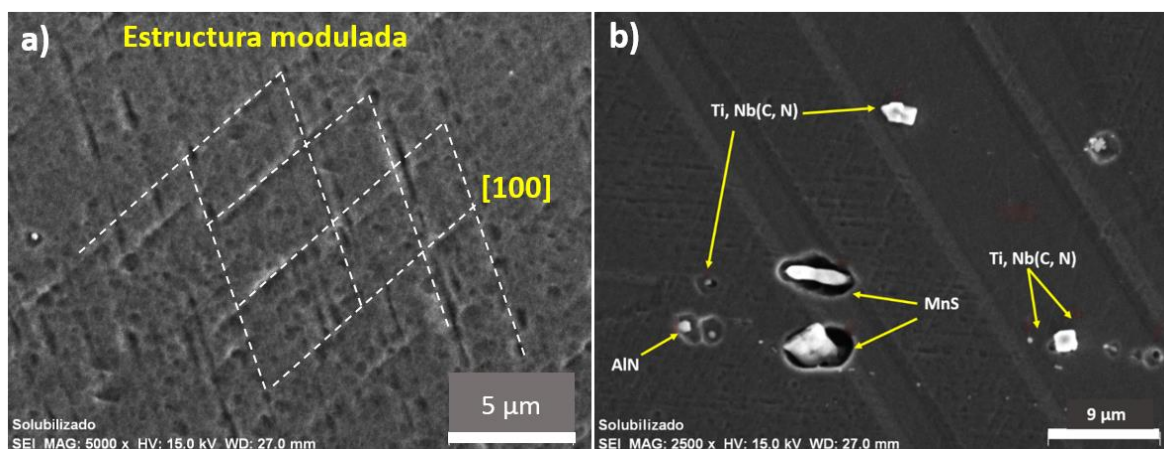 a)
Estructura modulada
[100]
5 µm
Solubilizado
SEI MAG: 5000 x HV: 15.0 kV WD: 27.0 mm
b)
Ti, Nb(C, N)
Ti, Nb(C, N)
MnS
AlN
9 µm
Solubilizado
SEI MAG: 2500 x HV: 15.0 kV WD: 27.0 mm